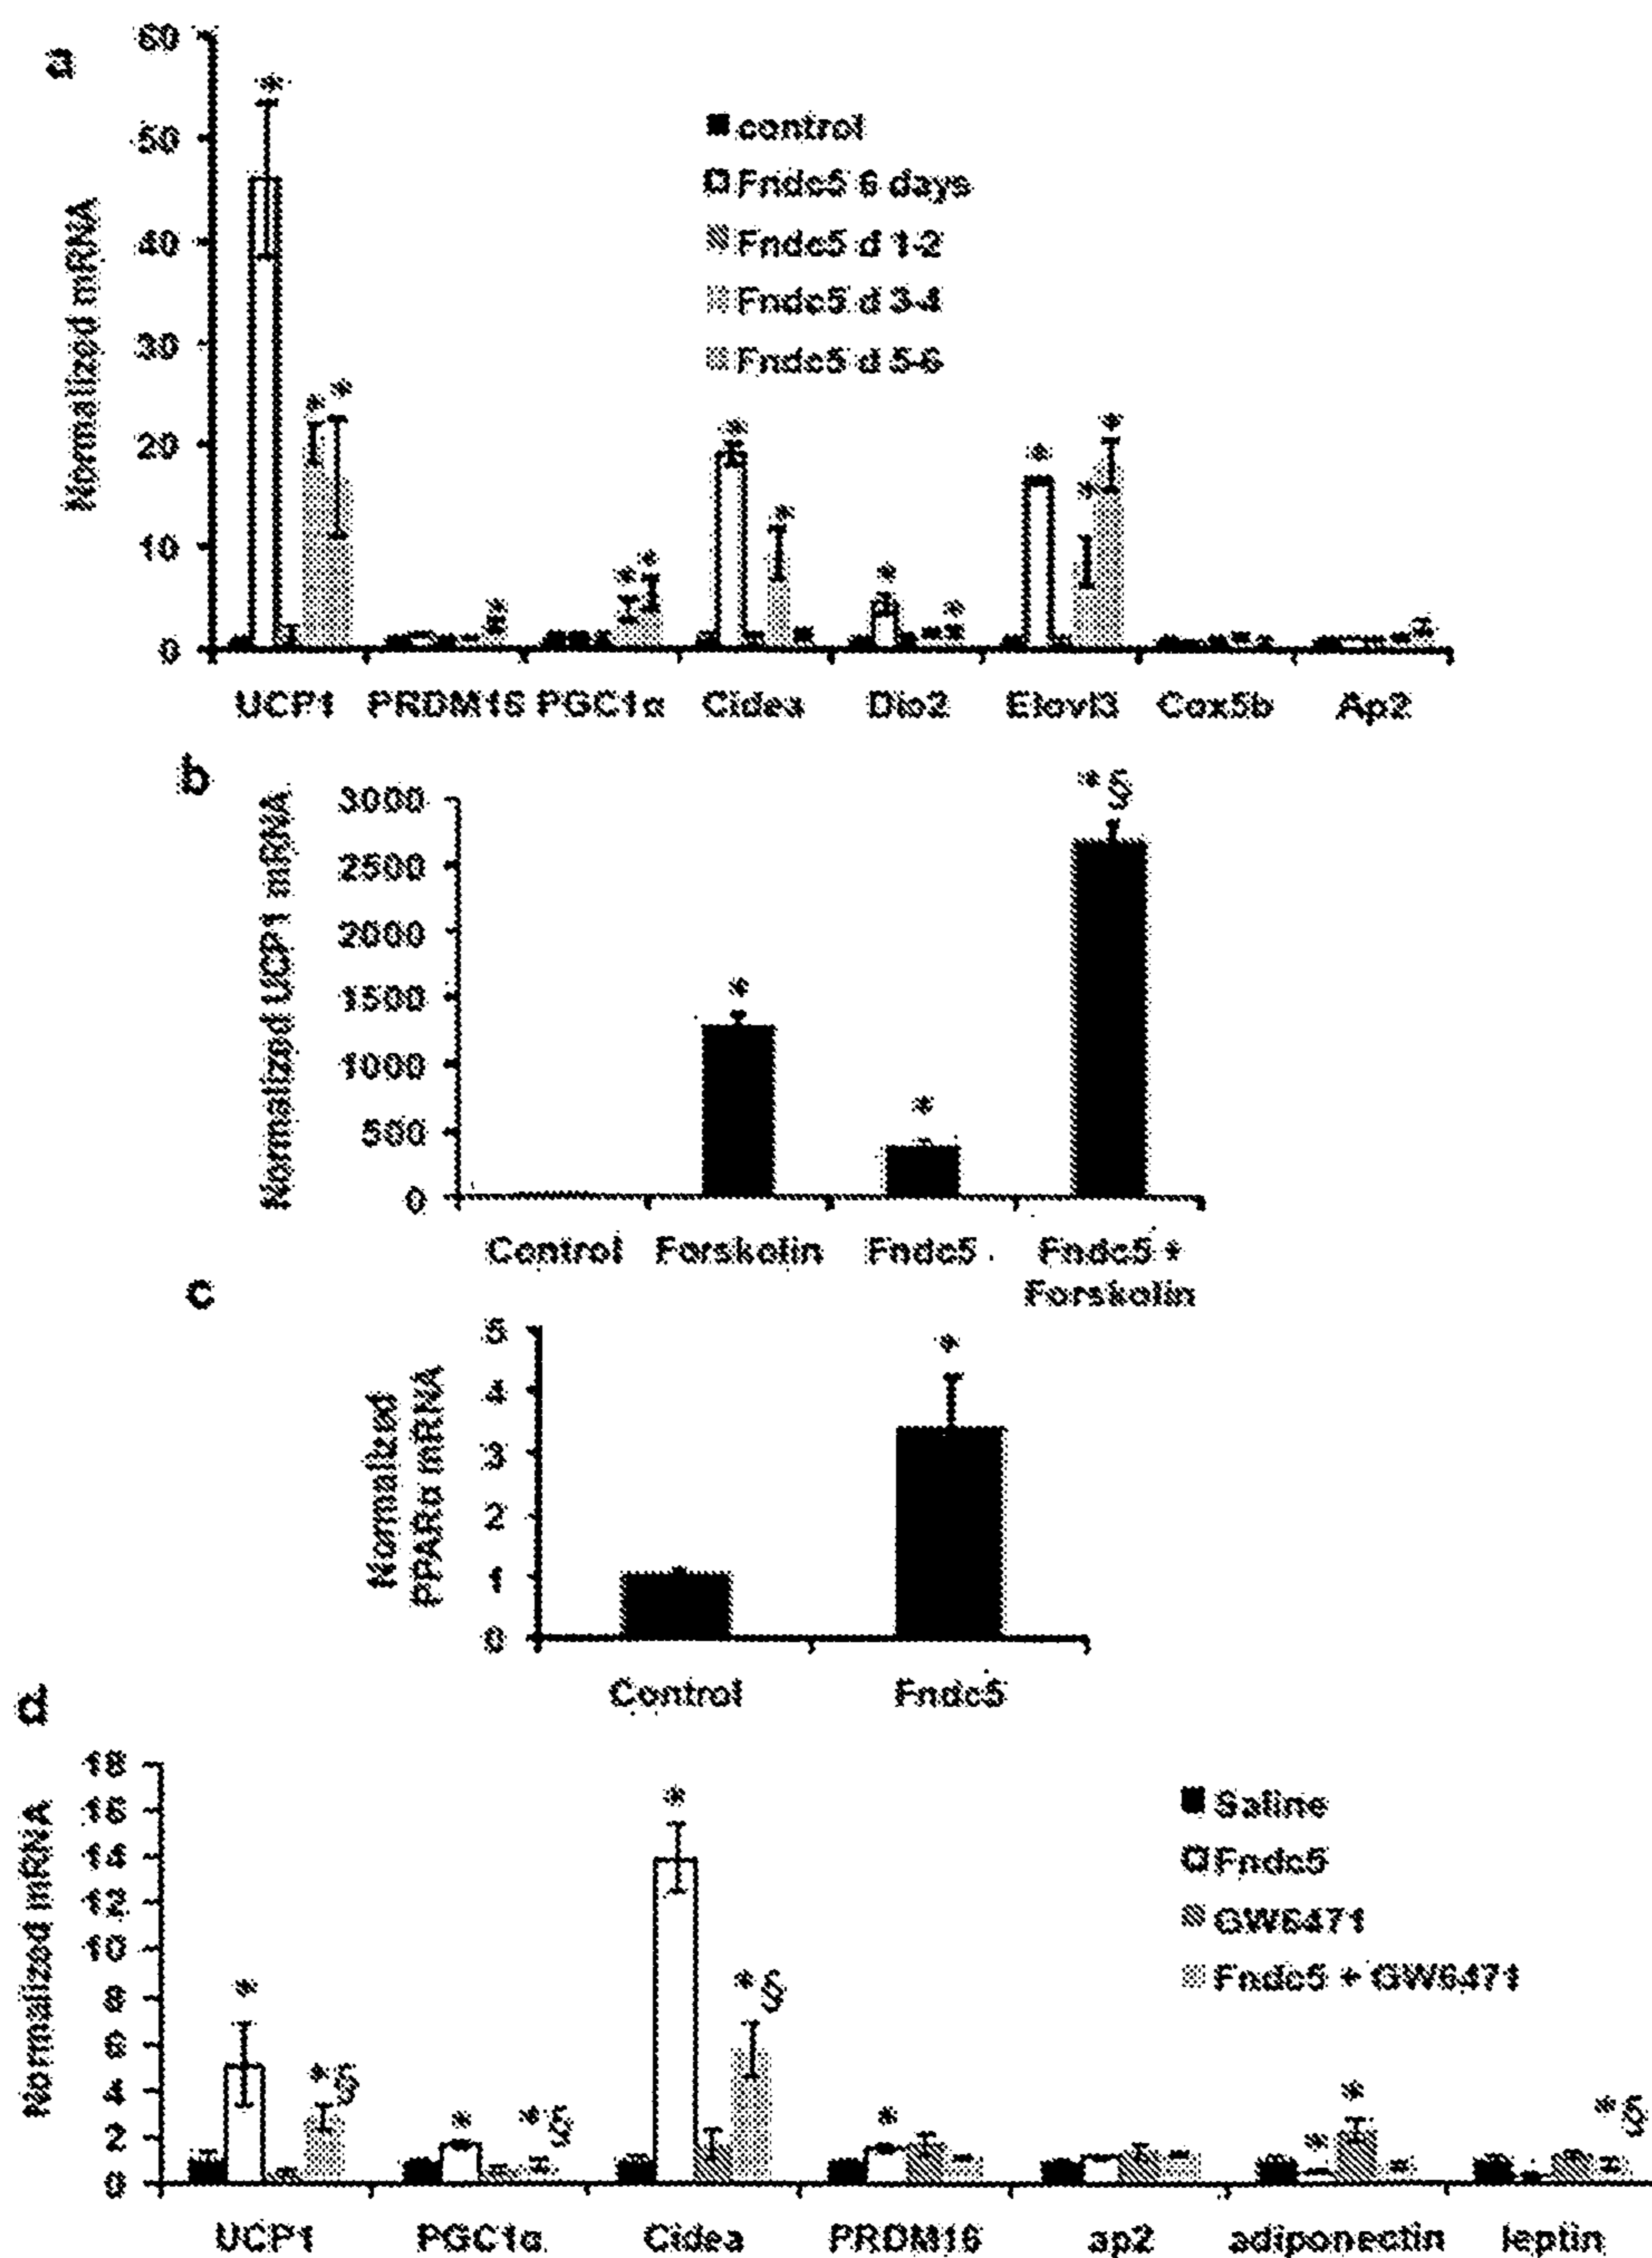 a
Normalized mRNA
60
50
40
30
20
10
0
control
Fndc5 6 days
Fndc5 d 1-2
Fndc5 d 3-4
Fndc5 d 5-6
* * * * * * * * * * * * * *
UCP1 PRDM16 PGC1α Cidea Dio2 Elovl3 Cox5b Ap2
b
Normalized UCP1 mRNA
3000
2500
2000
1500
1000
500
0
* * * §
Control Forskolin Fndc5 Fndc5 +
Forskolin
c
Normalized
PPARα mRNA
5
4
3
2
1
0
*
Control Fndc5
d
Normalized mRNA
18
16
14
12
10
8
6
4
2
0
Saline
Fndc5
GW6471
Fndc5 + GW6471
* * § * * § * * § * * * * §
UCP1 PGC1α Cidea PRDM16 ap2 adiponectin leptin